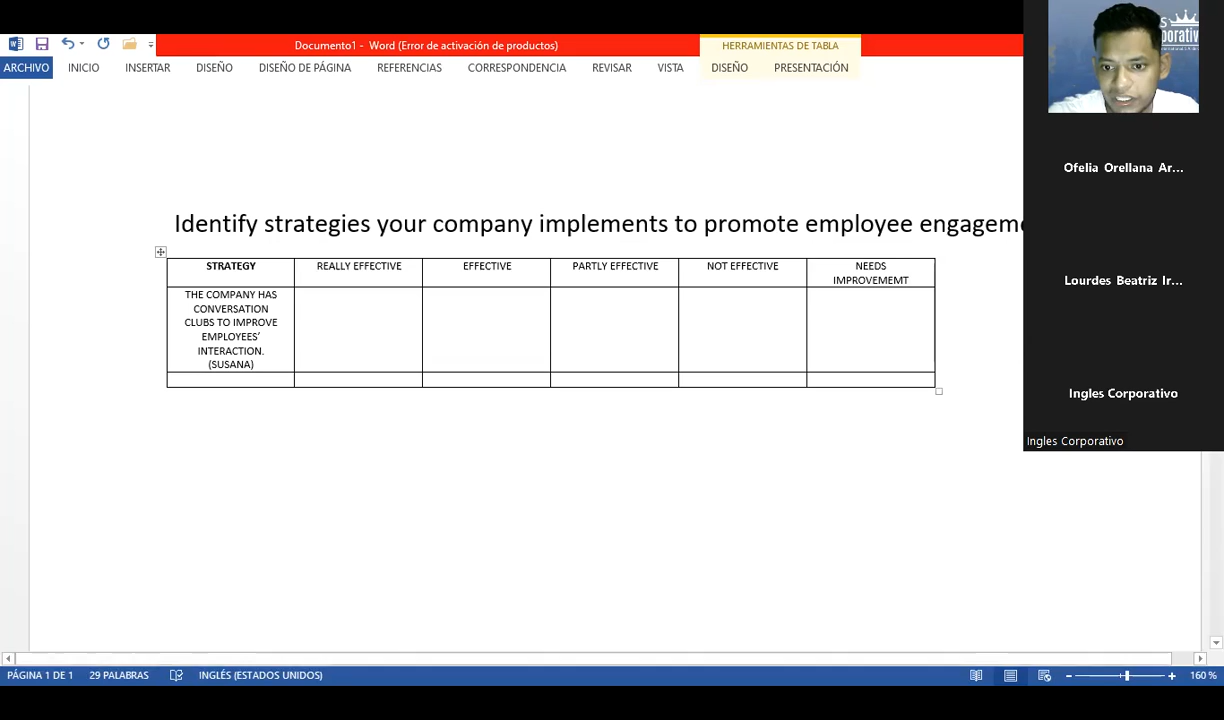 Documento1 - Word (Error de activación de productos)
HERRAMIENTAS DE TABLA
ARCHIVO INICIO INSERTAR DISEÑO DISEÑO DE PÁGINA REFERENCIAS CORRESPONDENCIA REVISAR VISTA DISEÑO PRESENTACIÓN
Ofelia Orellana Ar...
Identify strategies your company implements to promote employee engageme
STRATEGY REALLY EFFECTIVE EFFECTIVE PARTLY EFFECTIVE NOT EFFECTIVE NEEDS
IMPROVEMEMT
Lourdes Beatriz Ir...
THE COMPANY HAS
CONVERSATION
CLUBS TO IMPROVE
EMPLOYEES'
INTERACTION.
(SUSANA)
Ingles Corporativo
Ingles Corporativo
PÁGINA 1 DE 1 29 PALABRAS INGLÉS (ESTADOS UNIDOS) 160 %